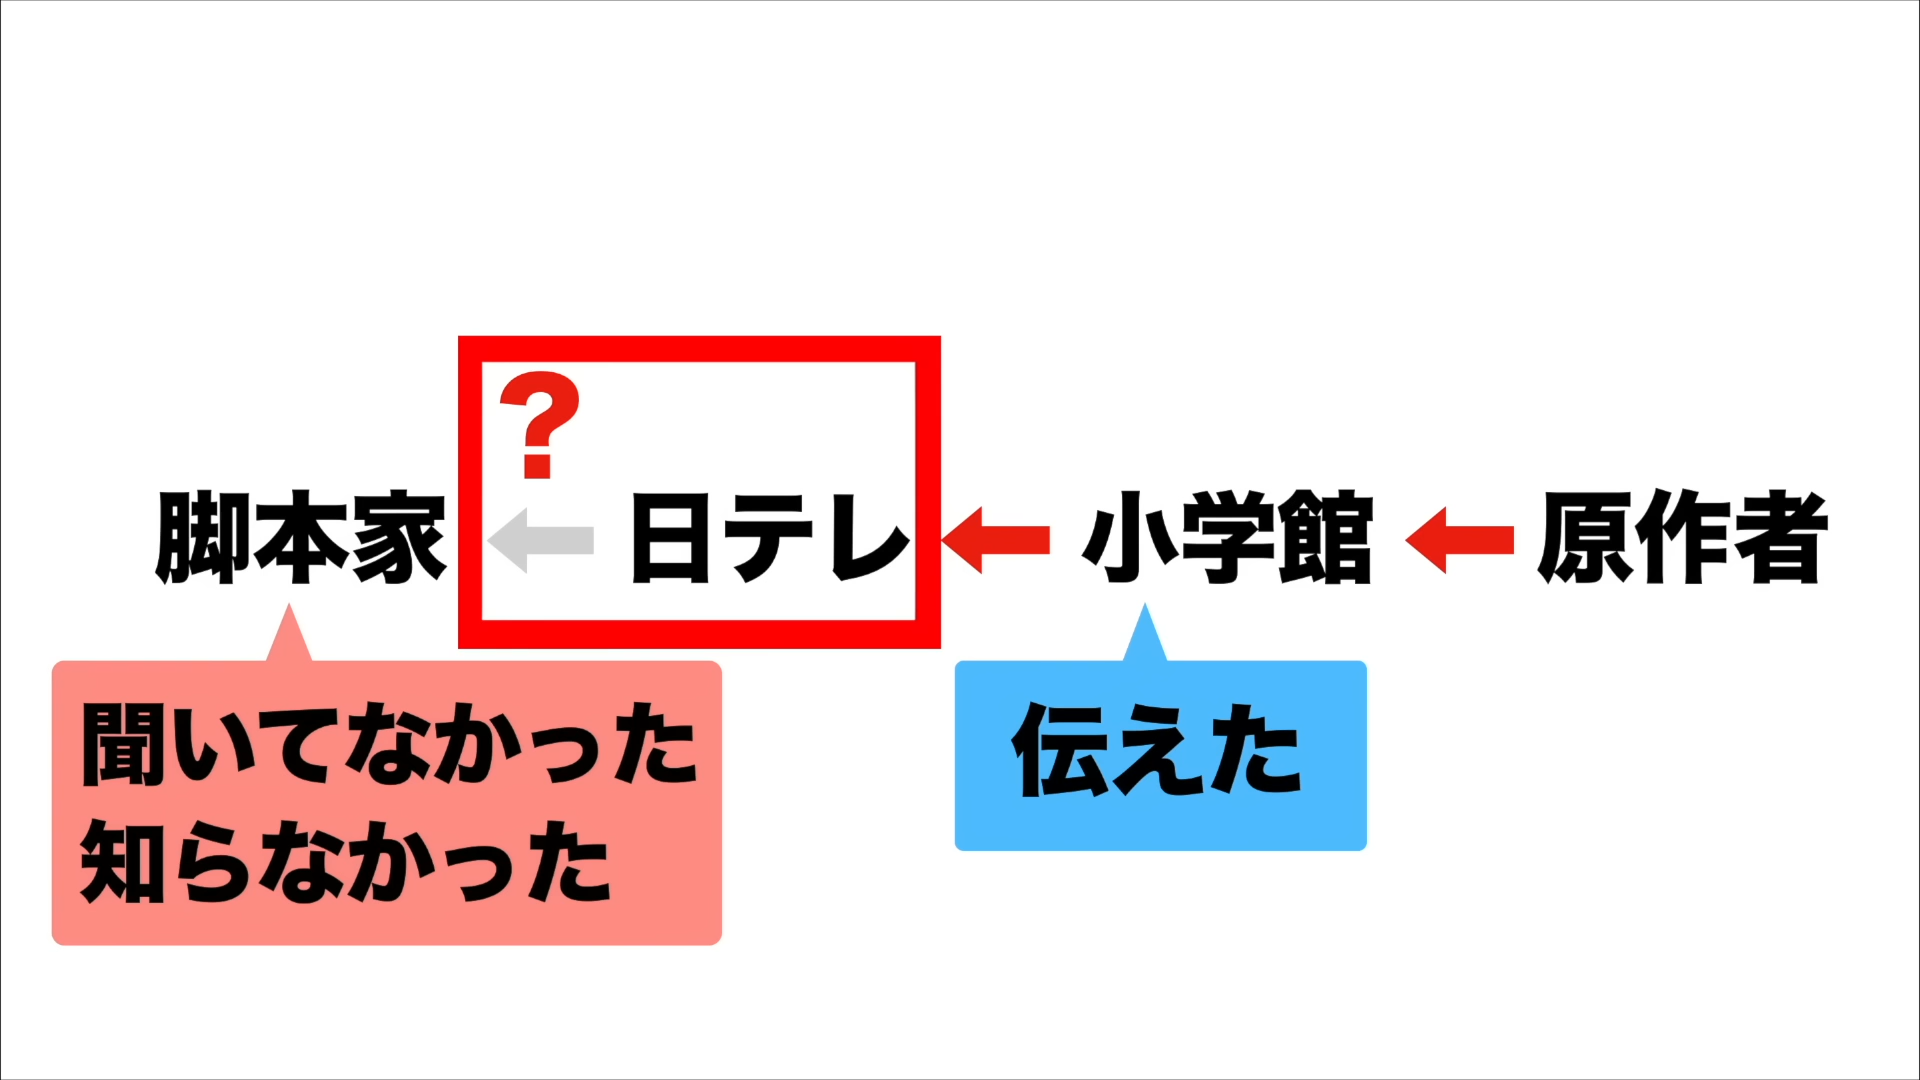 ?
脚本家 日テレ 小学館 原作者
聞いてなかった
知らなかった
伝えた